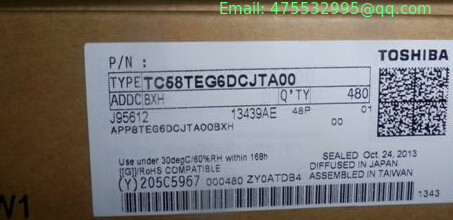 Email: 475532995@qq.com
P/N :
TOSHIBA
TYPE TC58TEG6DCJTA00
ADDC BXH Q'TY 480
J95612 13439AE 48P 01
APP8TEG6DCJTA00BXH 00
Use under 30degC/60%RH within 168h
SEALED Oct. 24, 2013
[[G]]/RoHS COMPATIBLE
DIFFUSED IN JAPAN
(Y)205C5967 000480 ZY0ATDB4
ASSEMBLED IN TAIWAN
1343
W1